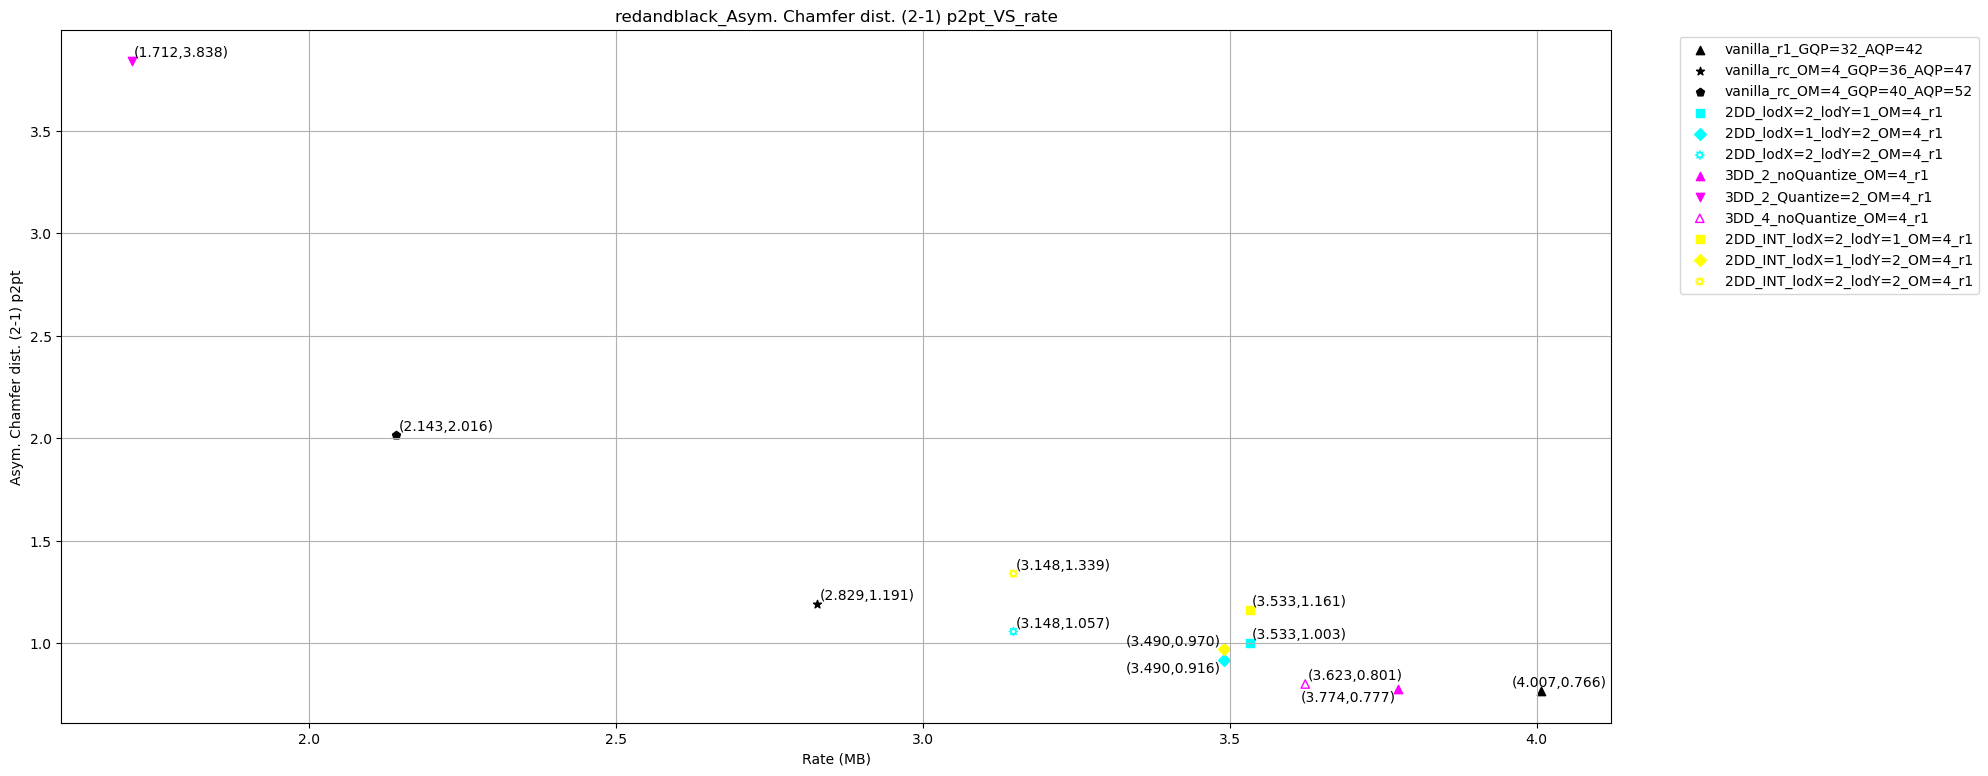 redandblack_Asym. Chamfer dist. (2-1) p2pt_VS_rate
Asym. Chamfer dist. (2-1) p2pt
3.5
3.0
2.5
2.0
1.5
1.0
(1.712,3.838)
(2.143,2.016)
(2.829,1.191)
(3.148,1.339)
(3.148,1.057)
(3.533,1.161)
(3.533,1.003)
(3.490,0.970)
(3.490,0.916)
(3.623,0.801)
(3.774,0.777)
(4.007,0.766)
2.0 2.5 3.0 3.5 4.0
Rate (MB)
vanilla_r1_GQP=32_AQP=42
vanilla_rc_OM=4_GQP=36_AQP=47
vanilla_rc_OM=4_GQP=40_AQP=52
2DD_lodX=2_lodY=1_OM=4_r1
2DD_lodX=1_lodY=2_OM=4_r1
2DD_lodX=2_lodY=2_OM=4_r1
3DD_2_noQuantize_OM=4_r1
3DD_2_Quantize=2_OM=4_r1
3DD_4_noQuantize_OM=4_r1
2DD_INT_lodX=2_lodY=1_OM=4_r1
2DD_INT_lodX=1_lodY=2_OM=4_r1
2DD_INT_lodX=2_lodY=2_OM=4_r1